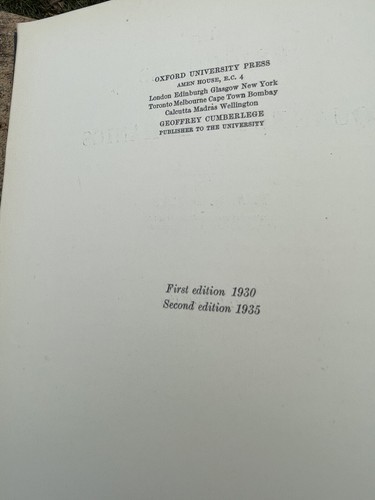 OXFORD UNIVERSITY PRESS
AMEN HOUSE, E.C. 4
London Edinburgh Glasgow New York
Toronto Melbourne Cape Town Bombay
Calcutta Madras Wellington
GEOFFREY CUMBERLEGE
PUBLISHER TO THE UNIVERSITY
First edition 1930
Second edition 1935